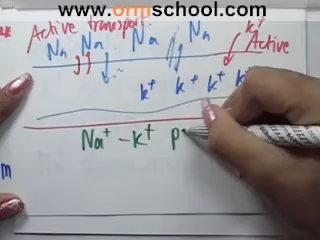 www.ormschool.com
Active transport
k+
Na Na Na Na Active
k+ k+ k+ k+
Na+ - k+ P
m